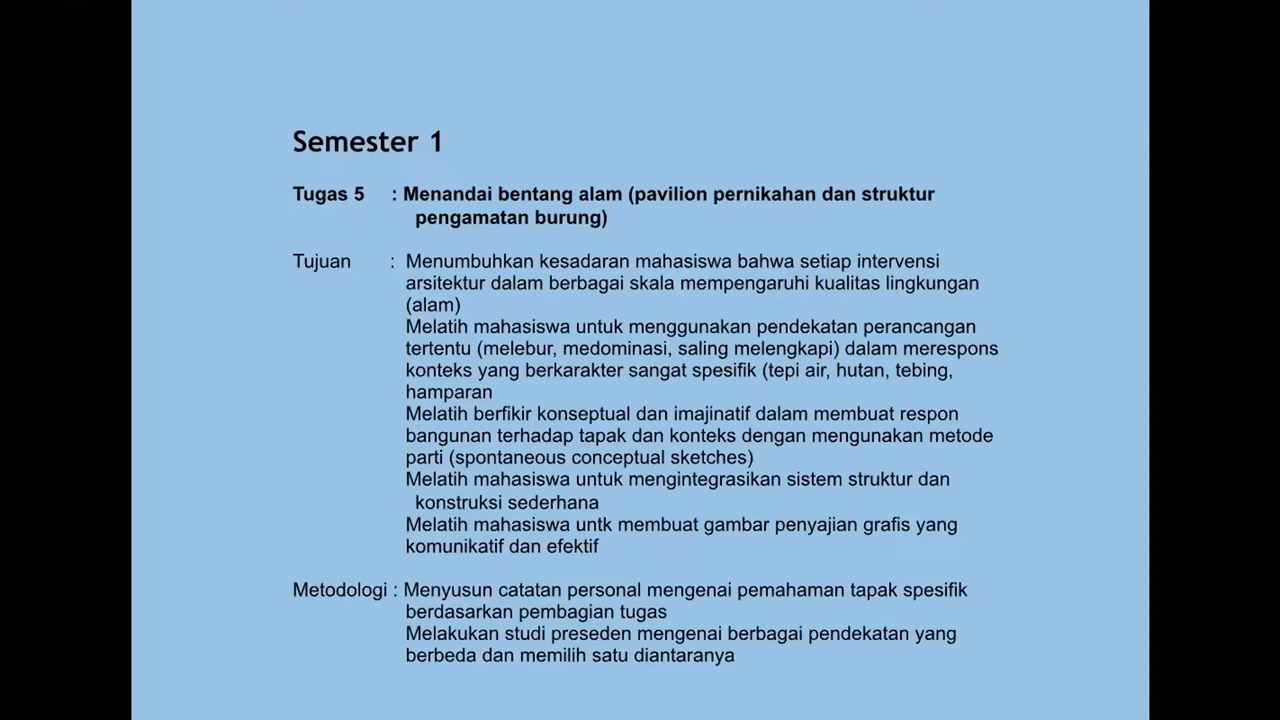 Semester 1
Tugas 5 : Menandai bentang alam (pavilion pernikahan dan struktur
pengamatan burung)
Tujuan : Menumbuhkan kesadaran mahasiswa bahwa setiap intervensi
arsitektur dalam berbagai skala mempengaruhi kualitas lingkungan
(alam)
Melatih mahasiswa untuk menggunakan pendekatan perancangan
tertentu (melebur, medominasi, saling melengkapi) dalam merespons
konteks yang berkarakter sangat spesifik (tepi air, hutan, tebing,
hamparan
Melatih berfikir konseptual dan imajinatif dalam membuat respon
bangunan terhadap tapak dan konteks dengan mengunakan metode
parti (spontaneous conceptual sketches)
Melatih mahasiswa untuk mengintegrasikan sistem struktur dan
konstruksi sederhana
Melatih mahasiswa untk membuat gambar penyajian grafis yang
komunikatif dan efektif
Metodologi : Menyusun catatan personal mengenai pemahaman tapak spesifik
berdasarkan pembagian tugas
Melakukan studi preseden mengenai berbagai pendekatan yang
berbeda dan memilih satu diantaranya